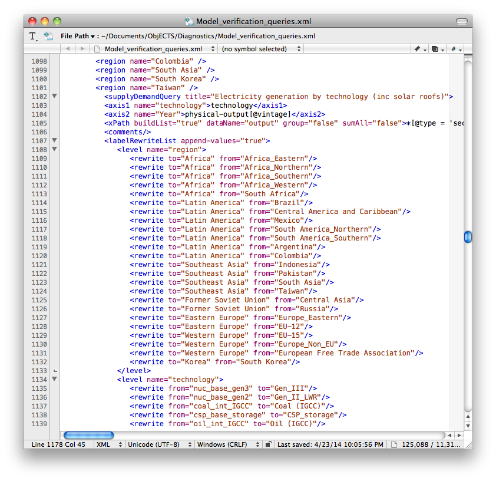 Model_verification_queries.xml
File Path ▾ : ~/Documents/ObjECTS/Diagnostics/Model_verification_queries.xml
Model_verification_queries.xml (no symbol selected)
1098 <region name="Colombia" />
1099 <region name="South Asia" />
1100 <region name="South Korea" />
1101 <region name="Taiwan" />
1102 <supplyDemandQuery title="Electricity generation by technology (inc solar roofs)">
1103 <axis1 name="technology">technology</axis1>
1104 <axis2 name="Year">physical-output[@vintage]</axis2>
1105 <xPath buildList="true" dataName="output" group="false" sumAll="false">*[@type = 'sec
1106 <comments/>
1107 <labelRewriteList append-values="true">
1108 <level name="region">
1109 <rewrite to="Africa" from="Africa_Eastern"/>
1110 <rewrite to="Africa" from="Africa_Northern"/>
1111 <rewrite to="Africa" from="Africa_Southern"/>
1112 <rewrite to="Africa" from="Africa_Western"/>
1113 <rewrite to="Africa" from="South Africa"/>
1114 <rewrite to="Latin America" from="Brazil"/>
1115 <rewrite to="Latin America" from="Central America and Caribbean"/>
1116 <rewrite to="Latin America" from="Mexico"/>
1117 <rewrite to="Latin America" from="South America_Northern"/>
1118 <rewrite to="Latin America" from="South America_Southern"/>
1119 <rewrite to="Latin America" from="Argentina"/>
1120 <rewrite to="Latin America" from="Colombia"/>
1121 <rewrite to="Southeast Asia" from="Indonesia"/>
1122 <rewrite to="Southeast Asia" from="Pakistan"/>
1123 <rewrite to="Southeast Asia" from="South Asia"/>
1124 <rewrite to="Southeast Asia" from="Taiwan"/>
1125 <rewrite to="Former Soviet Union" from="Central Asia"/>
1126 <rewrite to="Former Soviet Union" from="Russia"/>
1127 <rewrite to="Eastern Europe" from="Europe_Eastern"/>
1128 <rewrite to="Eastern Europe" from="EU-12"/>
1129 <rewrite to="Western Europe" from="EU-15"/>
1130 <rewrite to="Western Europe" from="Europe_Non_EU"/>
1131 <rewrite to="Western Europe" from="European Free Trade Association"/>
1132 <rewrite to="Korea" from="South Korea"/>
1133 </level>
1134 <level name="technology">
1135 <rewrite from="nuc_base_gen3" to="Gen_III"/>
1136 <rewrite from="nuc_base_gen2" to="Gen_II_LWR"/>
1137 <rewrite from="coal_int_IGCC" to="Coal (IGCC)"/>
1138 <rewrite from="csp_base_storage" to="CSP_storage"/>
1139 <rewrite from="oil_int_IGCC" to="Oil (IGCC)"/>
Line 1178 Col 45 XML Unicode (UTF-8) Windows (CRLF) Last saved: 4/23/14 10:05:56 PM 125,088 / 11,31...